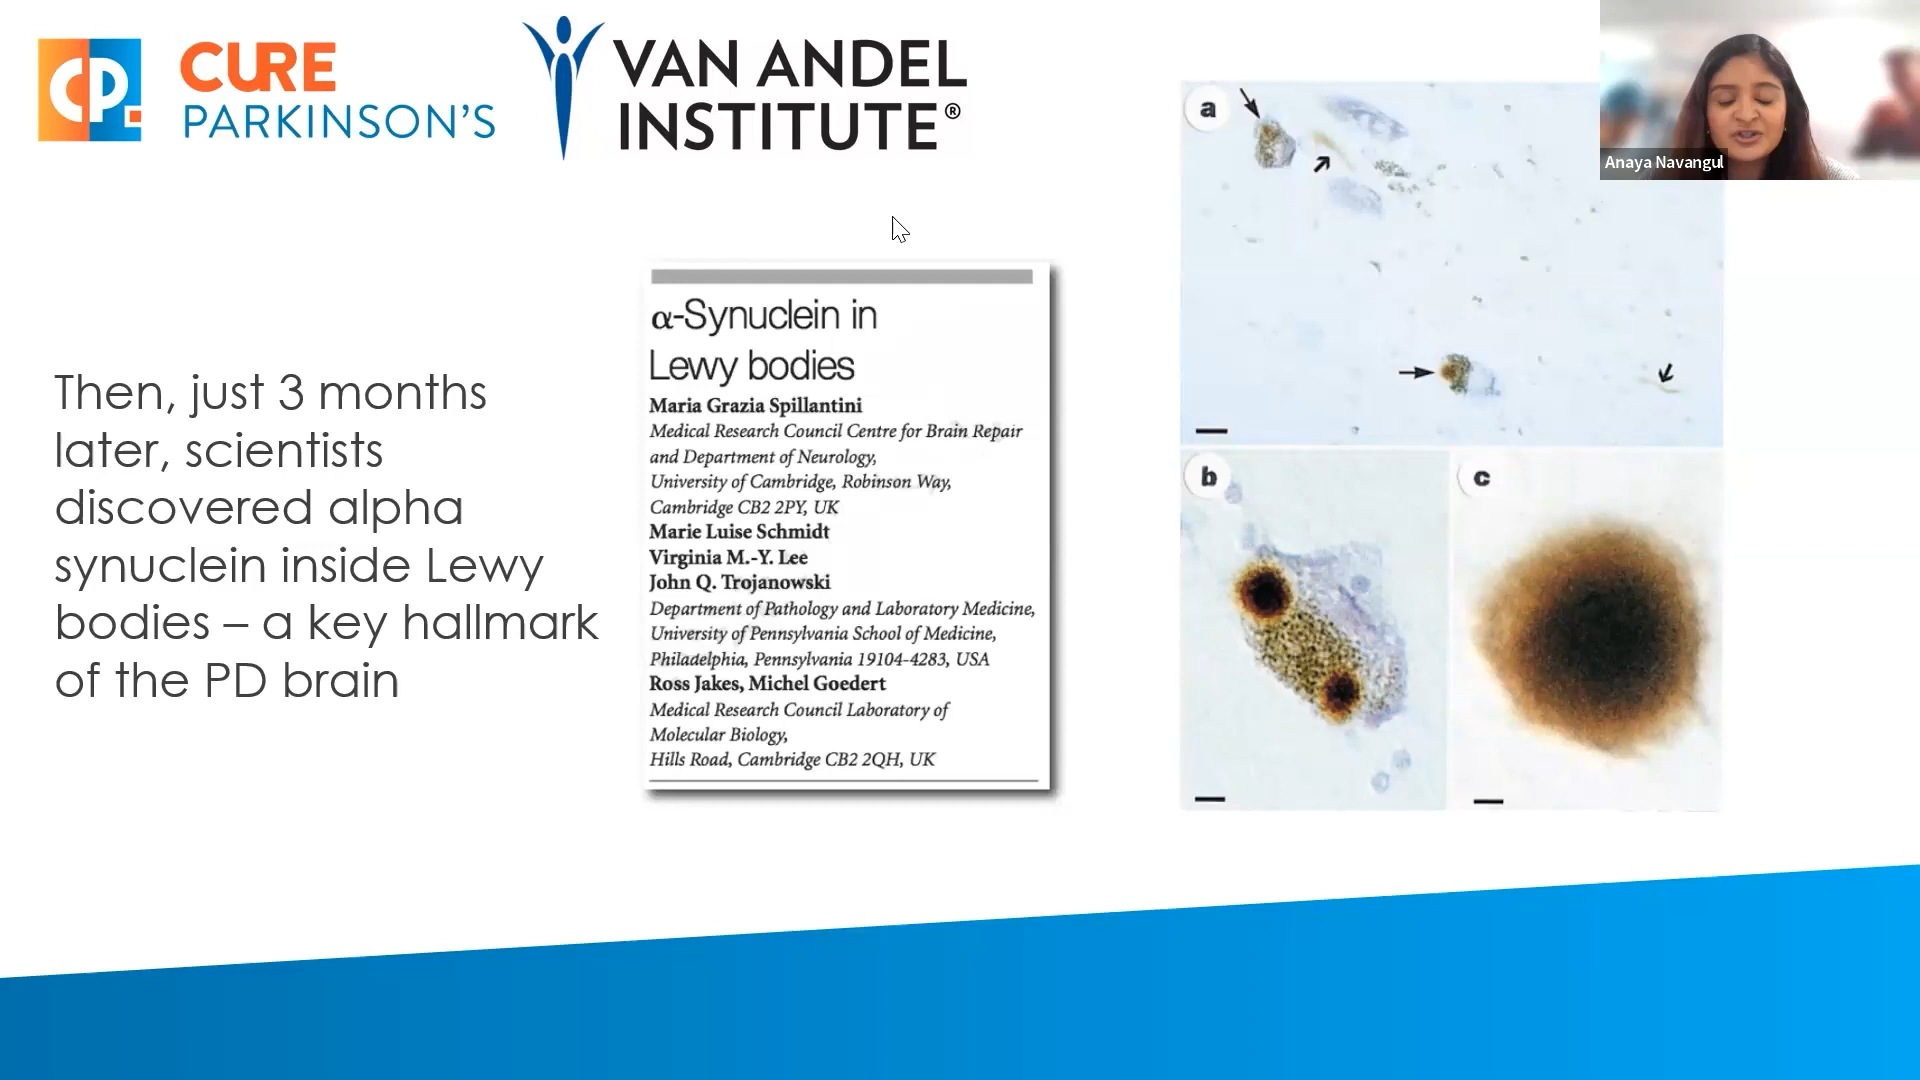 CP.
CURE
PARKINSON'S
VAN ANDEL
INSTITUTE®
Then, just 3 months
later, scientists
discovered alpha
synuclein inside Lewy
bodies – a key hallmark
of the PD brain
α-Synuclein in
Lewy bodies
Maria Grazia Spillantini
Medical Research Council Centre for Brain Repair
and Department of Neurology,
University of Cambridge, Robinson Way,
Cambridge CB2 2PY, UK
Marie Luise Schmidt
Virginia M.-Y. Lee
John Q. Trojanowski
Department of Pathology and Laboratory Medicine,
University of Pennsylvania School of Medicine,
Philadelphia, Pennsylvania 19104-4283, USA
Ross Jakes, Michel Goedert
Medical Research Council Laboratory of
Molecular Biology,
Hills Road, Cambridge CB2 2QH, UK
a
b
c
Anaya Navangul